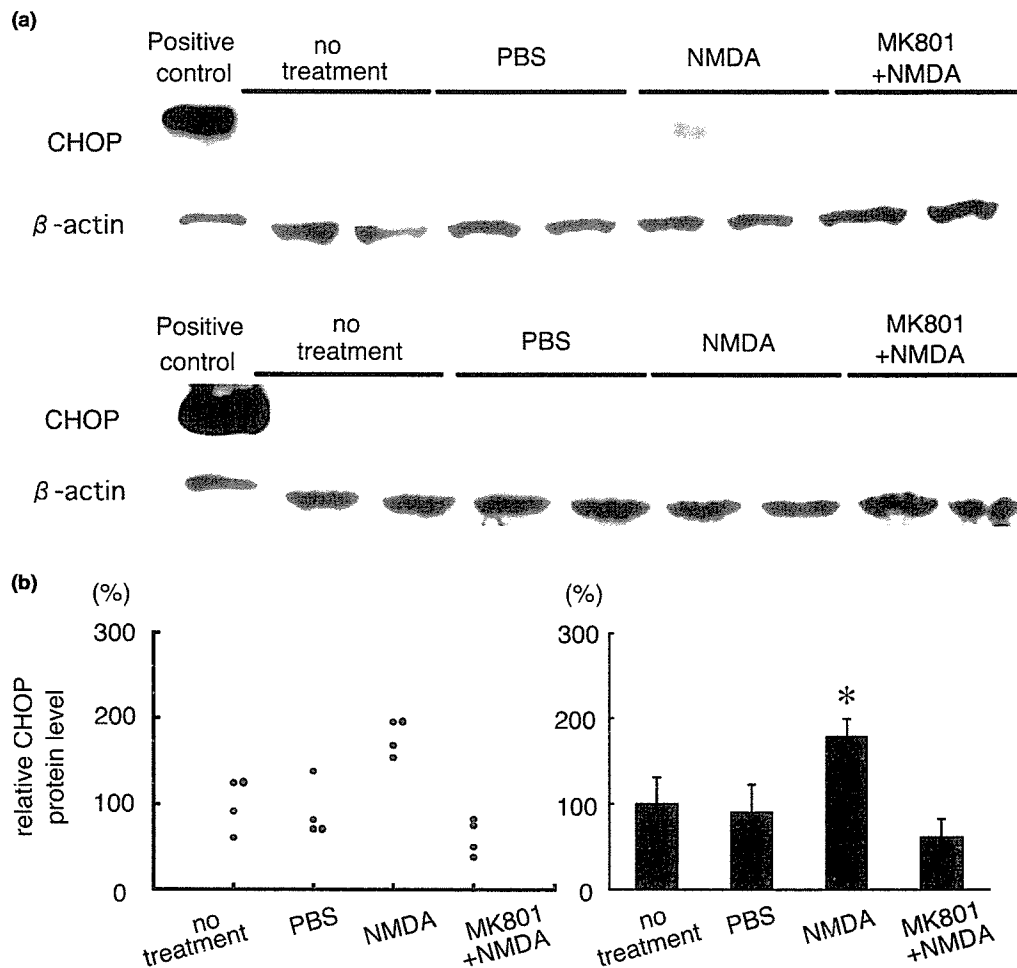 (a)
Positive control
no treatment
PBS
NMDA
MK801 +NMDA
CHOP
β-actin
Positive control
no treatment
PBS
NMDA
MK801 +NMDA
CHOP
β-actin
(b)
(%)
300
200
100
0
relative CHOP protein level
no treatment
PBS
NMDA
MK801 +NMDA
(%)
300
200
100
0
*
no treatment
PBS
NMDA
MK801 +NMDA